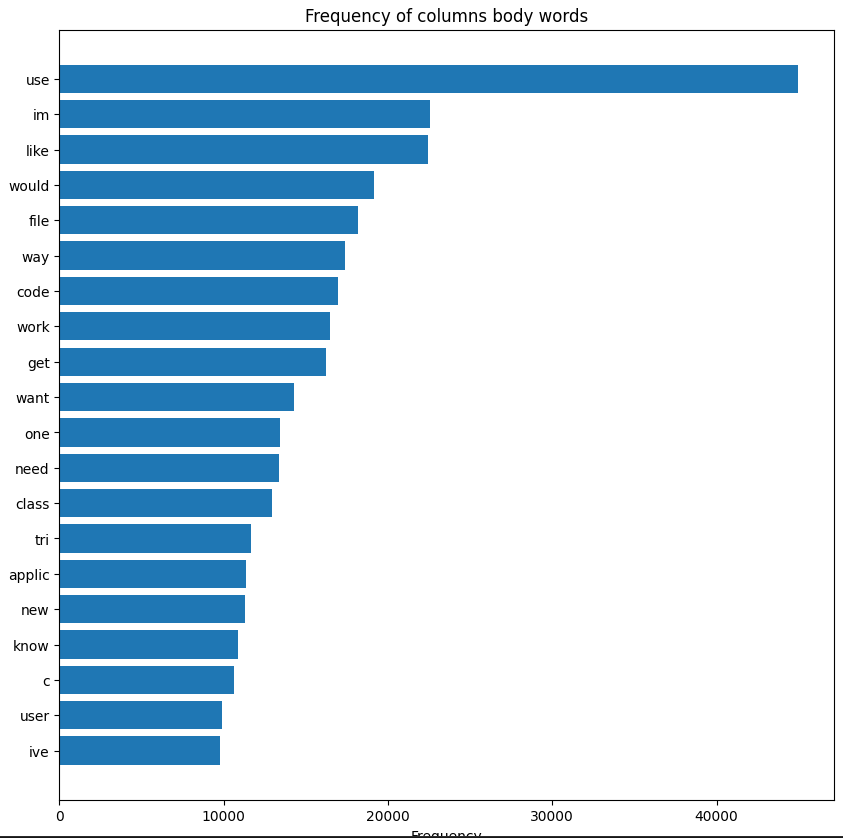 Frequency of columns body words
use
im
like
would
file
way
code
work
get
want
one
need
class
tri
applic
new
know
c
user
ive
0 10000 20000 30000 40000
Frequency